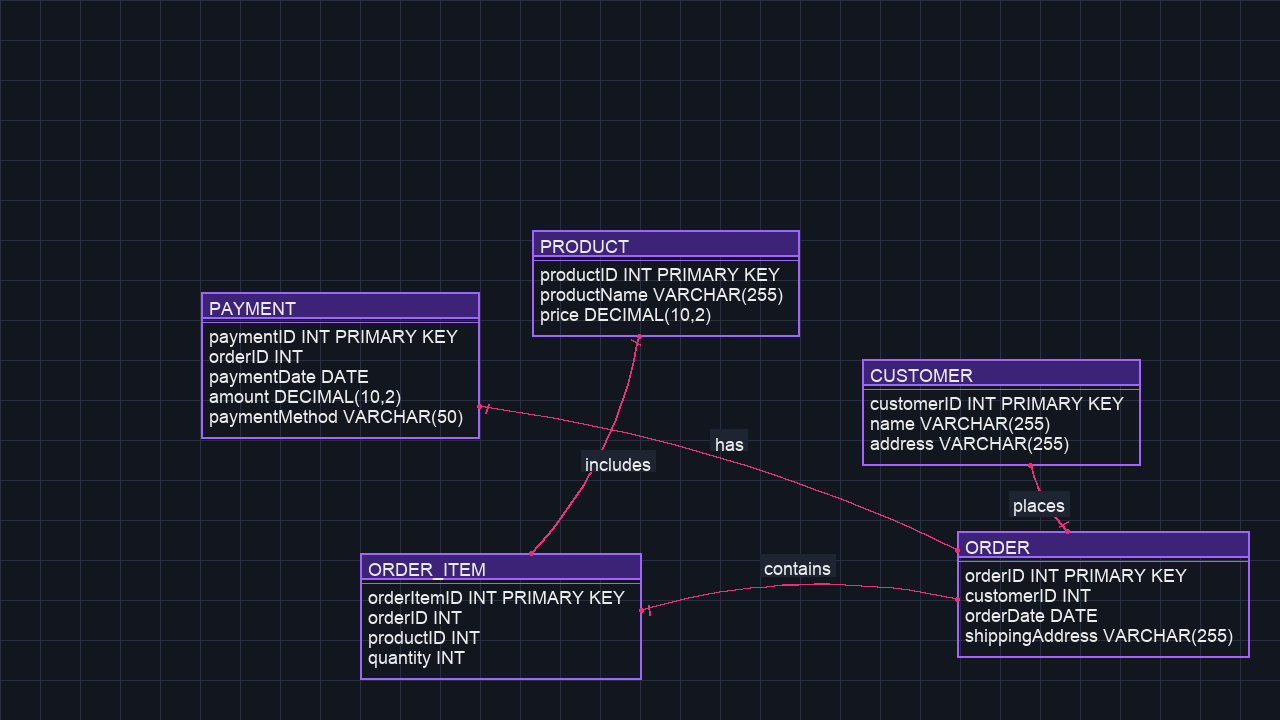 PRODUCT
productID INT PRIMARY KEY
productName VARCHAR(255)
price DECIMAL(10,2)
PAYMENT
paymentID INT PRIMARY KEY
orderID INT
paymentDate DATE
amount DECIMAL(10,2)
paymentMethod VARCHAR(50)
CUSTOMER
customerID INT PRIMARY KEY
name VARCHAR(255)
address VARCHAR(255)
has
includes
places
ORDER
orderID INT PRIMARY KEY
customerID INT
orderDate DATE
shippingAddress VARCHAR(255)
contains
ORDER_ITEM
orderItemID INT PRIMARY KEY
orderID INT
productID INT
quantity INT